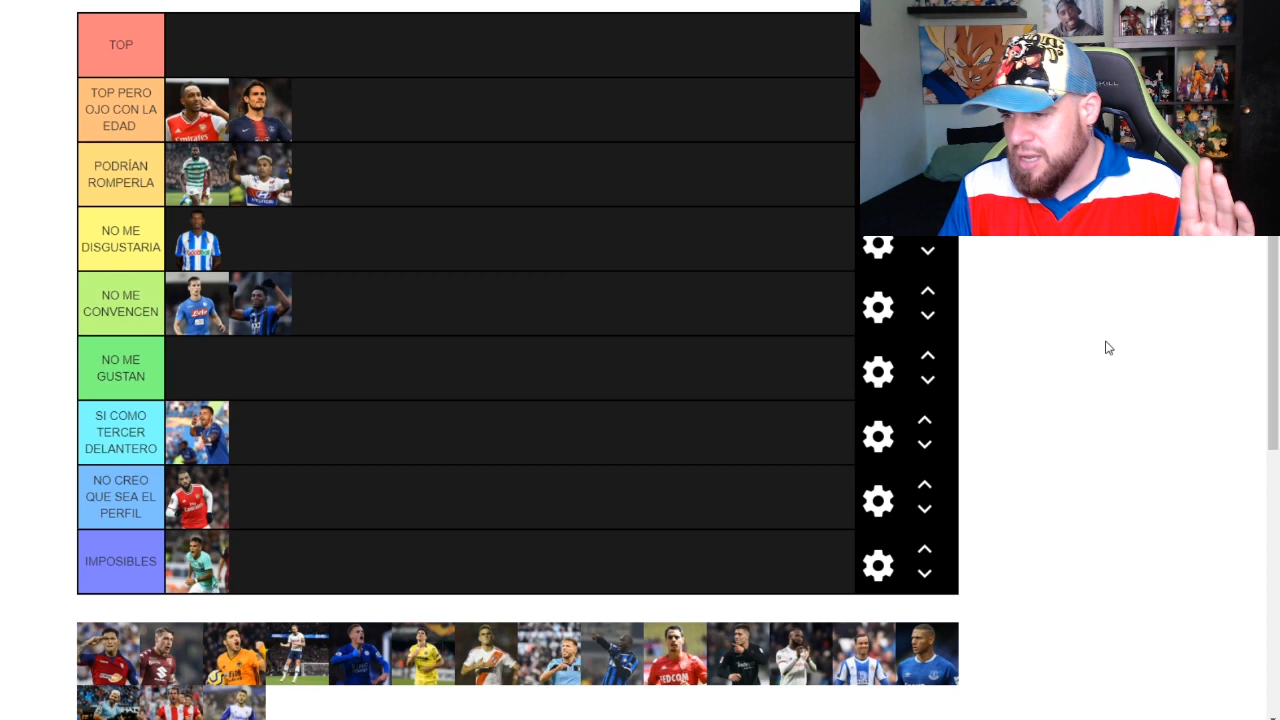 TOP
TOP PERO
OJO CON LA
EDAD
PODRÍAN
ROMPERLA
NO ME
DISGUSTARIA
NO ME
CONVENCEN
NO ME
GUSTAN
SI COMO
TERCER
DELANTERO
NO CREO
QUE SEA EL
PERFIL
IMPOSIBLES